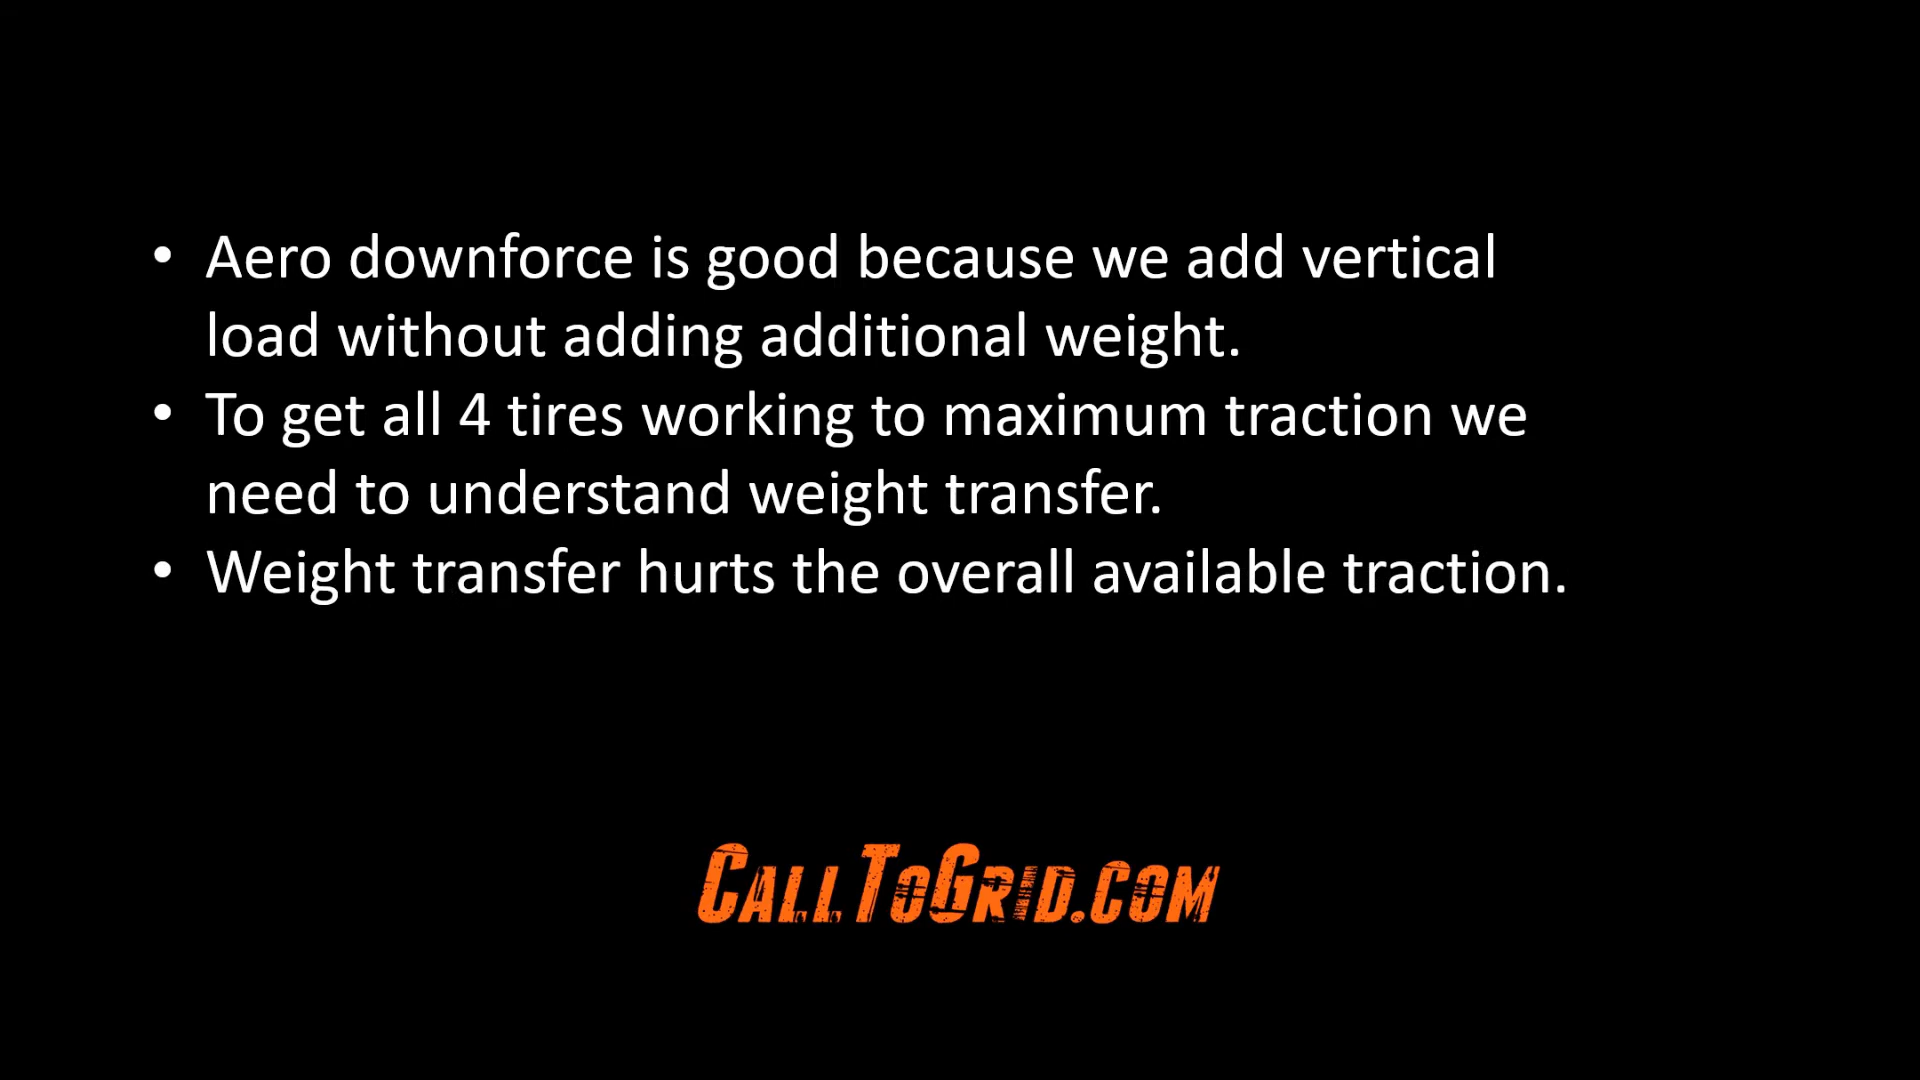 • Aero downforce is good because we add vertical
load without adding additional weight.
• To get all 4 tires working to maximum traction we
need to understand weight transfer.
• Weight transfer hurts the overall available traction.
CallToGrid.com